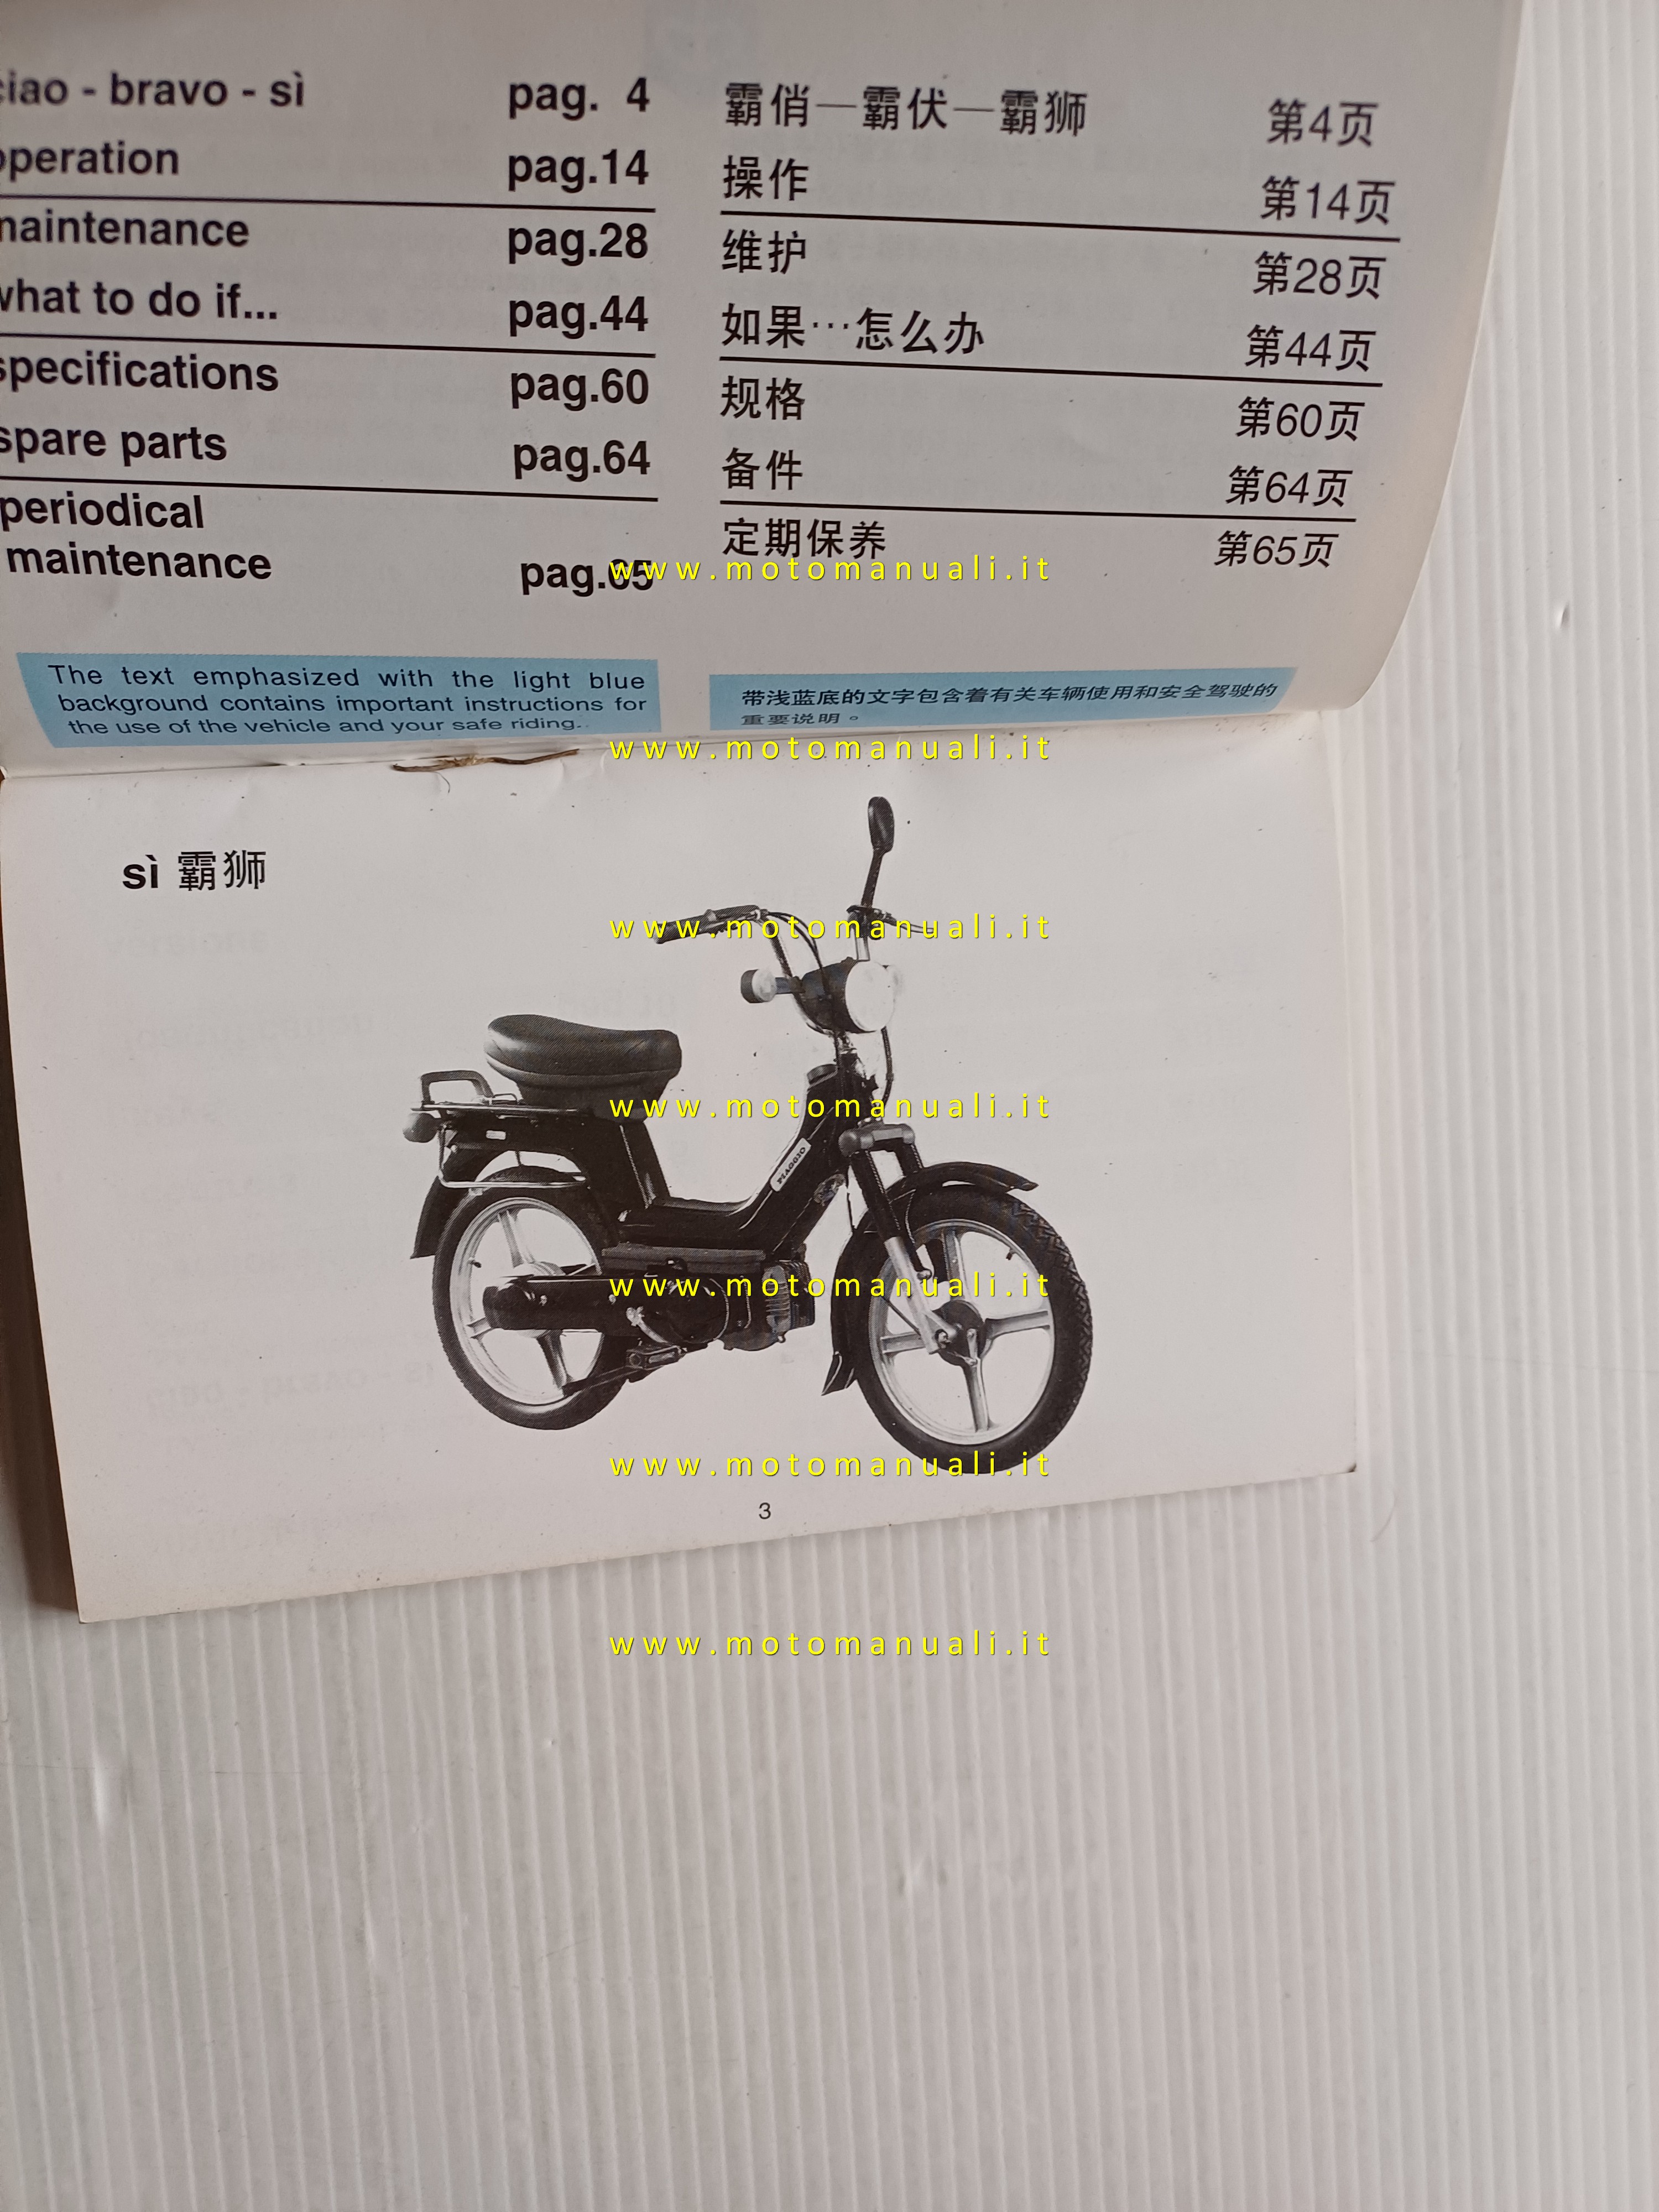 ciao - bravo - sì pag. 4
operation pag.14
maintenance pag.28
what to do if... pag.44
specifications pag.60
spare parts pag.64
periodical
maintenance pag.65
霸俏—霸伏—霸狮 第4页
操作 第14页
维护 第28页
如果…怎么办 第44页
规格 第60页
备件 第64页
定期保养 第65页
www.motomanuali.it
The text emphasized with the light blue
background contains important instructions for
the use of the vehicle and your safe riding.
带浅蓝底的文字包含着有关车辆使用和安全驾驶的
重要说明。
www.motomanuali.it
sì 霸狮
www.motomanuali.it
www.motomanuali.it
PIAGGIO
www.motomanuali.it
www.motomanuali.it
3
www.motomanuali.it